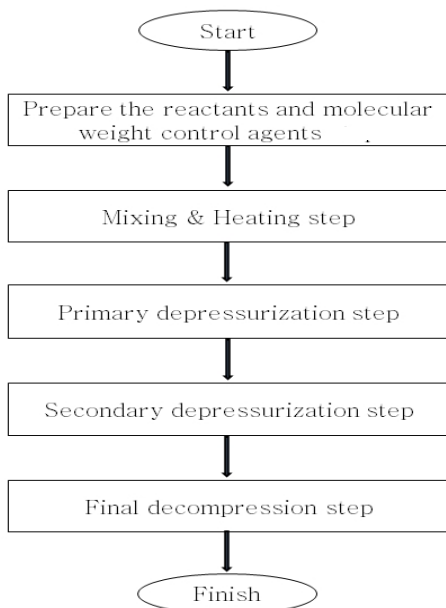 Start
Prepare the reactants and molecular
weight control agents .
Mixing & Heating step
Primary depressurization step
Secondary depressurization step
Final decompression step
Finish